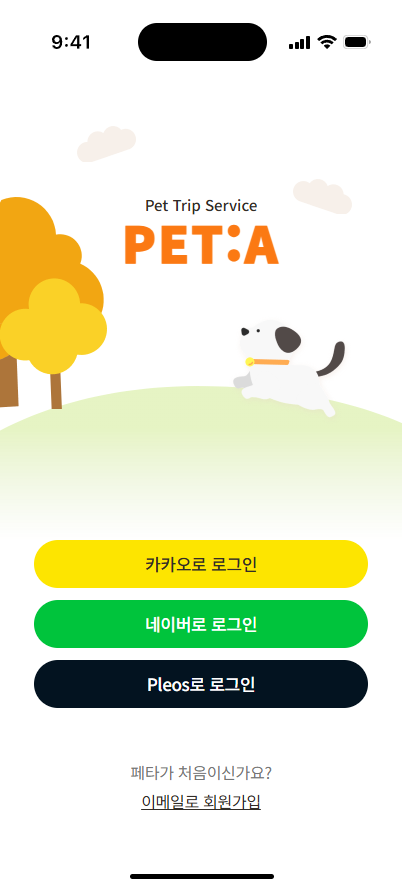 9:41
Pet Trip Service
PET:A
카카오로 로그인
네이버로 로그인
Pleos로 로그인
페타가 처음이신가요?
이메일로 회원가입